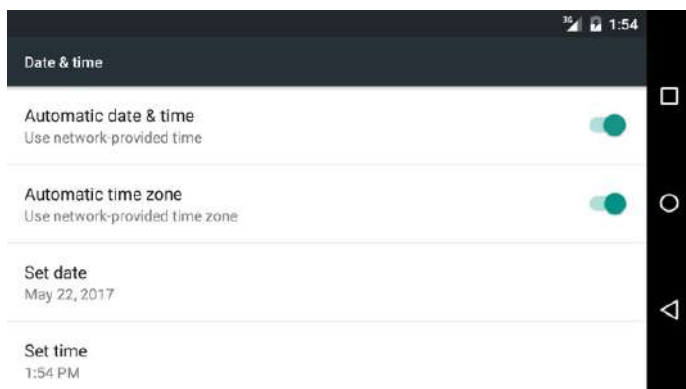 3G 1:54
Date & time
Automatic date & time
Use network-provided time
Automatic time zone
Use network-provided time zone
Set date
May 22, 2017
Set time
1:54 PM